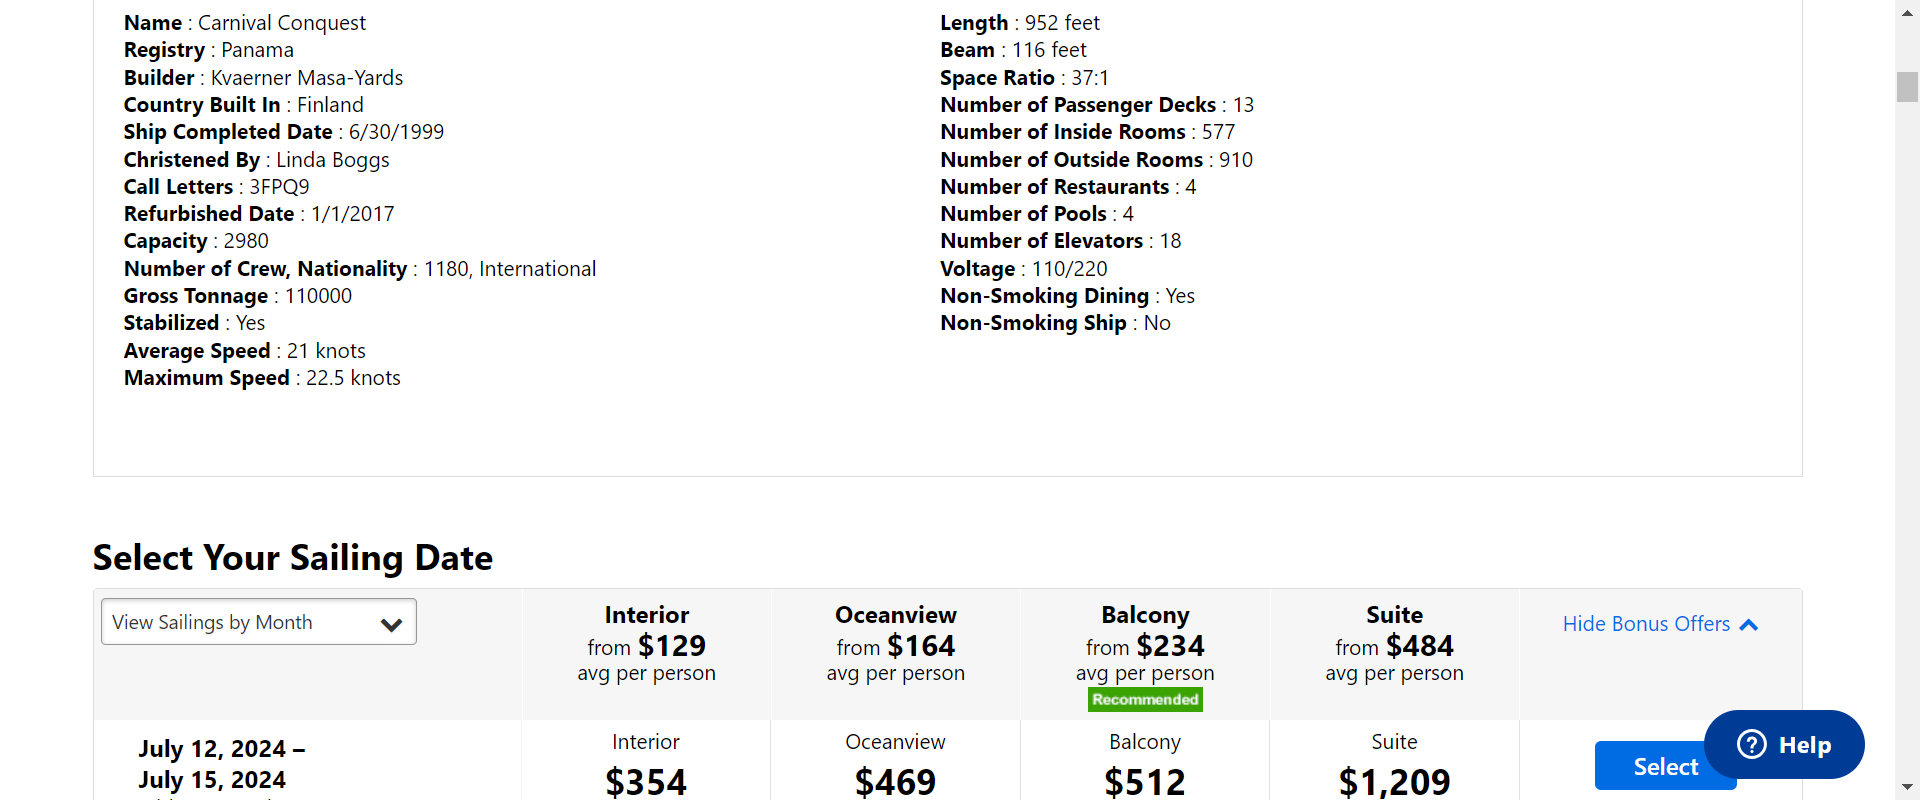 Name : Carnival Conquest
Registry : Panama
Builder : Kvaerner Masa-Yards
Country Built In : Finland
Ship Completed Date : 6/30/1999
Christened By : Linda Boggs
Call Letters : 3FPQ9
Refurbished Date : 1/1/2017
Capacity : 2980
Number of Crew, Nationality : 1180, International
Gross Tonnage : 110000
Stabilized : Yes
Average Speed : 21 knots
Maximum Speed : 22.5 knots
Length : 952 feet
Beam : 116 feet
Space Ratio : 37:1
Number of Passenger Decks : 13
Number of Inside Rooms : 577
Number of Outside Rooms : 910
Number of Restaurants : 4
Number of Pools : 4
Number of Elevators : 18
Voltage : 110/220
Non-Smoking Dining : Yes
Non-Smoking Ship : No
Select Your Sailing Date
View Sailings by Month
Interior
from $129
avg per person
Oceanview
from $164
avg per person
Balcony
from $234
avg per person
Recommended
Suite
from $484
avg per person
Hide Bonus Offers
July 12, 2024 –
July 15, 2024
Interior
$354
Oceanview
$469
Balcony
$512
Suite
$1,209
Select
Help